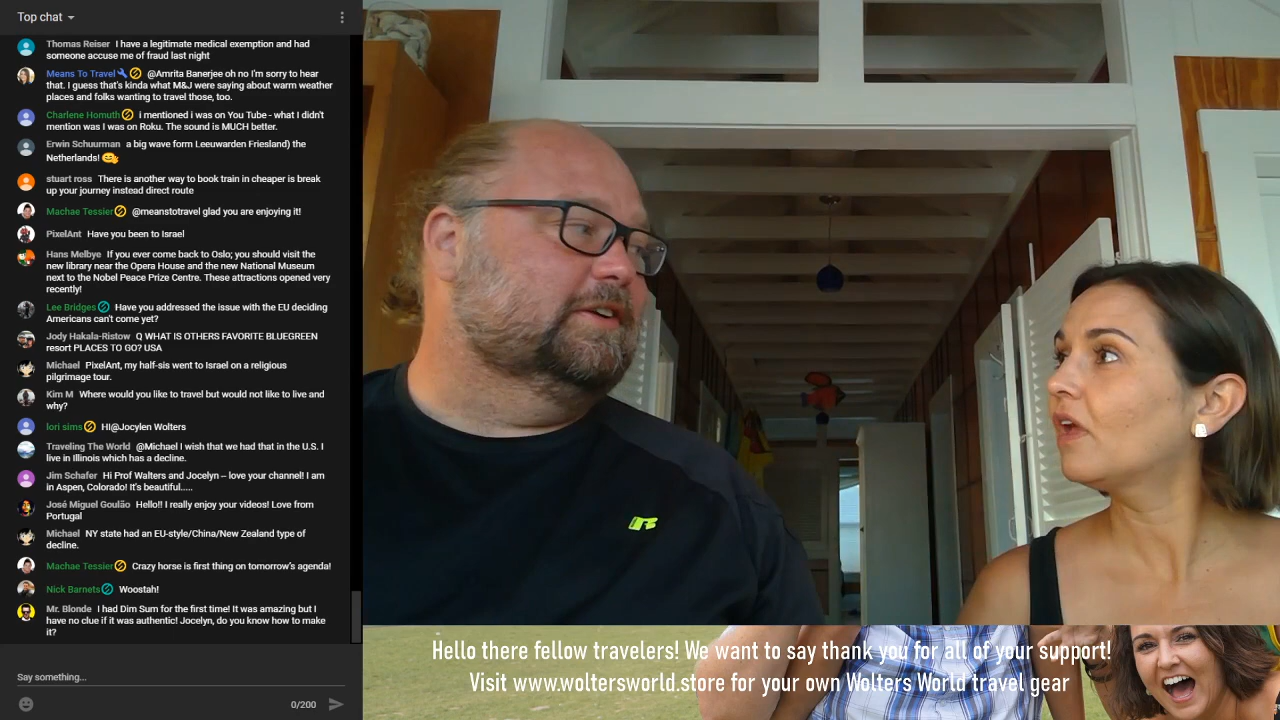 Top chat
Thomas Reiser I have a legitimate medical exemption and had
someone accuse me of fraud last night
Means To Travel @Amrita Banerjee oh no I'm sorry to hear
that. I guess that's kinda what M&J were saying about warm weather
places and folks wanting to travel those, too.
Charlene Homuth i mentioned i was on You Tube - what I didn't
mention was I was on Roku. The sound is MUCH better.
Erwin Schuurman a big wave form Leeuwarden Friesland) the
Netherlands!
stuart ross There is another way to book train in cheaper is break
up your journey instead direct route
Machae Tessier @meanstotravel glad you are enjoying it!
PixelAnt Have you been to Israel
Hans Melbye If you ever come back to Oslo; you should visit the
new library near the Opera House and the new National Museum
next to the Nobel Peace Prize Centre. These attractions opened very
recently!
Lee Bridges Have you addressed the issue with the EU deciding
Americans can't come yet?
Jody Hakala-Ristow Q WHAT IS OTHERS FAVORITE BLUEGREEN
resort PLACES TO GO? USA
Michael PixelAnt, my half-sis went to Israel on a religious
pilgrimage tour.
Kim M Where would you like to travel but would not like to live and
why?
lori sims HI@Jocylen Wolters
Traveling The World @Michael I wish that we had that in the U.S. I
live in Illinois which has a decline.
Jim Schafer Hi Prof Walters and Jocelyn -- love your channel! I am
in Aspen, Colorado! It's beautiful.....
José Miguel Goulão Hello!! I really enjoy your videos! Love from
Portugal
Michael NY state had an EU-style/China/New Zealand type of
decline.
Machae Tessier Crazy horse is first thing on tomorrow's agenda!
Nick Barnets Woostah!
Mr. Blonde I had Dim Sum for the first time! It was amazing but I
have no clue if it was authentic! Jocelyn, do you know how to make
it?
Say something...
0/200
Hello there fellow travelers! We want to say thank you for all of your support!
Visit www.woltersworld.store for your own Wolters World travel gear